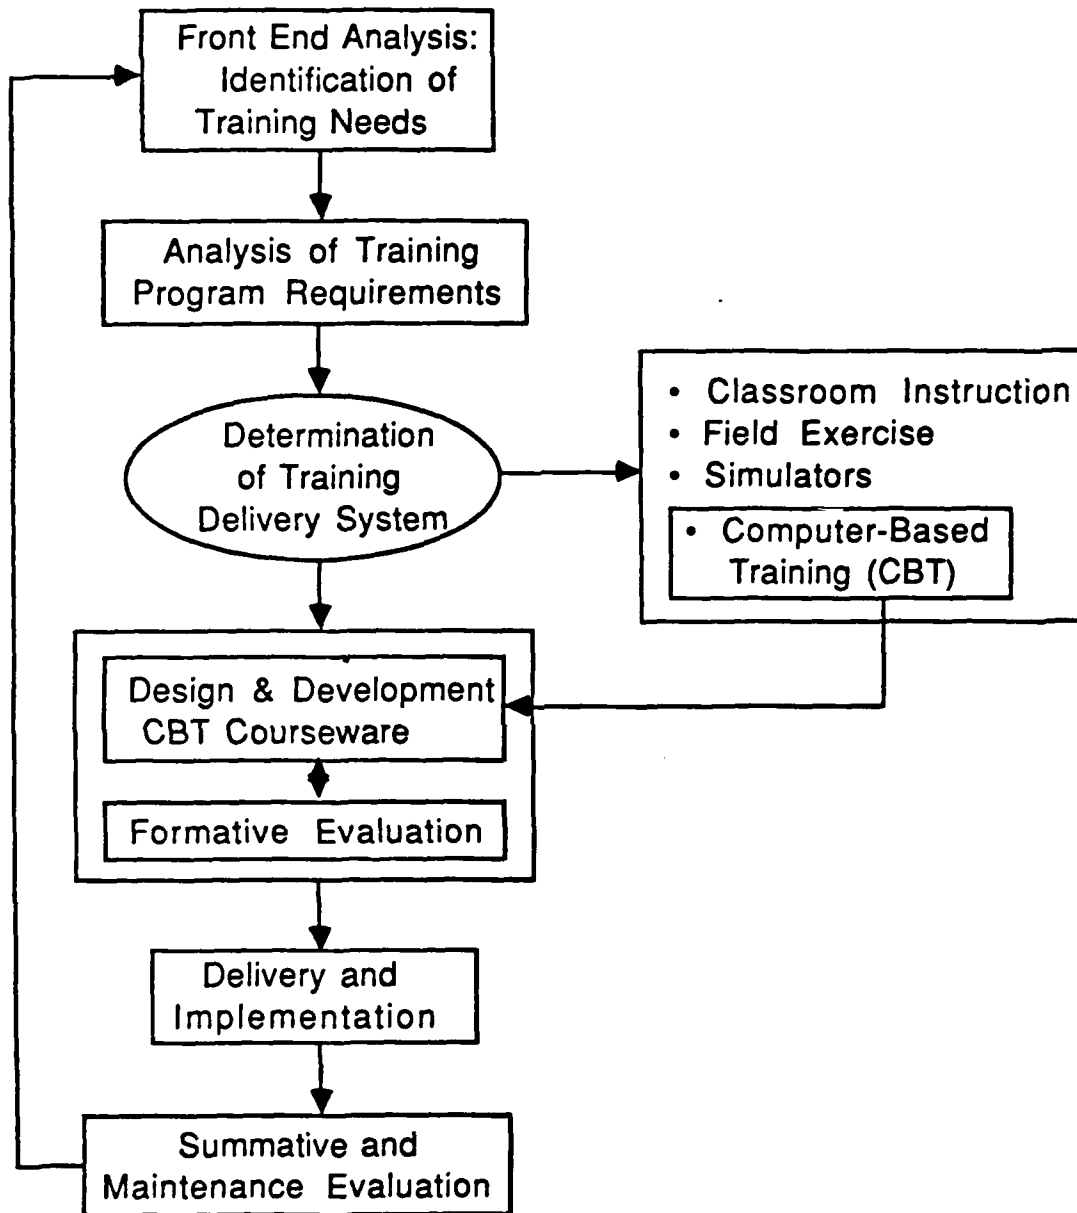 Front End Analysis:
Identification of
Training Needs
Analysis of Training
Program Requirements
Determination
of Training
Delivery System
• Classroom Instruction
• Field Exercise
• Simulators
• Computer-Based
Training (CBT)
Design & Development
CBT Courseware
Formative Evaluation
Delivery and
Implementation
Summative and
Maintenance Evaluation